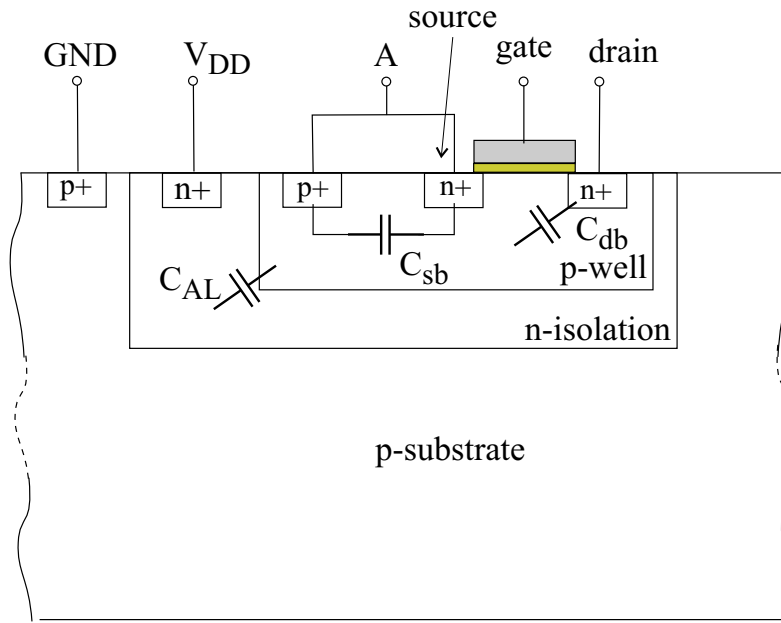 source
GND
VDD
A
gate
drain
p+
n+
p+
n+
n+
Cdb
Csb
p-well
CAL
n-isolation
p-substrate